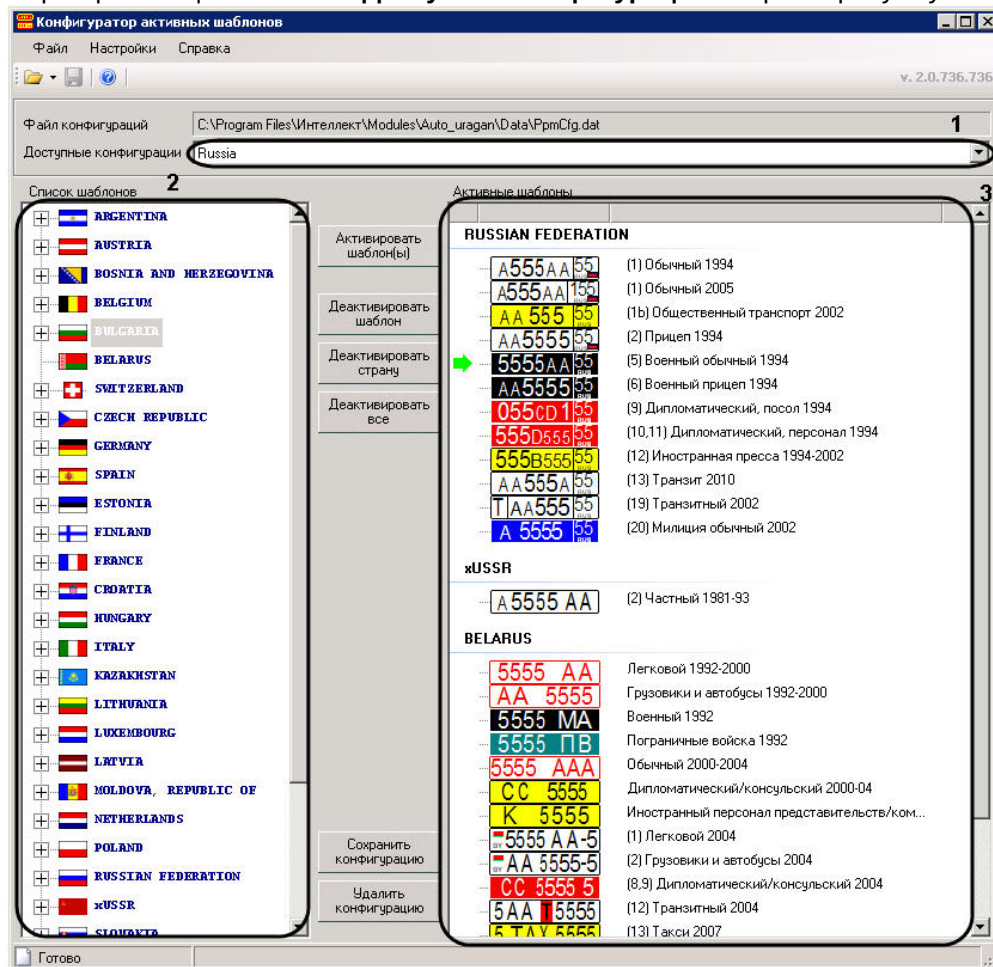 Конфигуратор активных шаблонов
Файл Настройки Справка
v. 2.0.736.736
Файл конфигураций C:\Program Files\Интеллект\Modules\Auto_uragan\Data\PpmCfg.dat 1
Доступные конфигурации Russia
Список шаблонов 2
ARGENTINA
AUSTRIA
BOSNIA AND HERZEGOVINA
BELGIUM
BULGARIA
BELARUS
SWITZERLAND
CZECH REPUBLIC
GERMANY
SPAIN
ESTONIA
FINLAND
FRANCE
CROATIA
HUNGARY
ITALY
KAZAKHSTAN
LITHUANIA
LUXEMBOURG
LATVIA
MOLDOVA, REPUBLIC OF
NETHERLANDS
POLAND
RUSSIAN FEDERATION
xUSSR
SLOVAKIA
Активировать шаблон(ы)
Деактивировать шаблон
Деактивировать страну
Деактивировать все
Сохранить конфигурацию
Удалить конфигурацию
Активные шаблоны 3
RUSSIAN FEDERATION
A555AA 55 (1) Обычный 1994
A555AA 155 (1) Обычный 2005
AA 555 55 (1b) Общественный транспорт 2002
AA5555 55 (2) Прицеп 1994
5555AA 55 (5) Военный обычный 1994
AA5555 55 (6) Военный прицеп 1994
055CD 1 55 (9) Дипломатический, посол 1994
555D555 55 (10,11) Дипломатический, персонал 1994
555B555 55 (12) Иностранная пресса 1994-2002
AA555A 55 (13) Транзит 2010
T AA555 55 (19) Транзитный 2002
A 5555 55 (20) Милиция обычный 2002
xUSSR
A 5555 AA (2) Частный 1981-93
BELARUS
5555 AA Легковой 1992-2000
AA 5555 Грузовики и автобусы 1992-2000
5555 MA Военный 1992
5555 ПВ Пограничные войска 1992
5555 AAA Обычный 2000-2004
CC 5555 Дипломатический/консульский 2000-04
K 5555 Иностранный персонал представительств/ком...
5555 AA-5 (1) Легковой 2004
AA 5555-5 (2) Грузовики и автобусы 2004
CC 5555 5 (8,9) Дипломатический/консульский 2004
5AA T 5555 (12) Транзитный 2004
5 TAX 5555 (13) Такси 2007
Готово